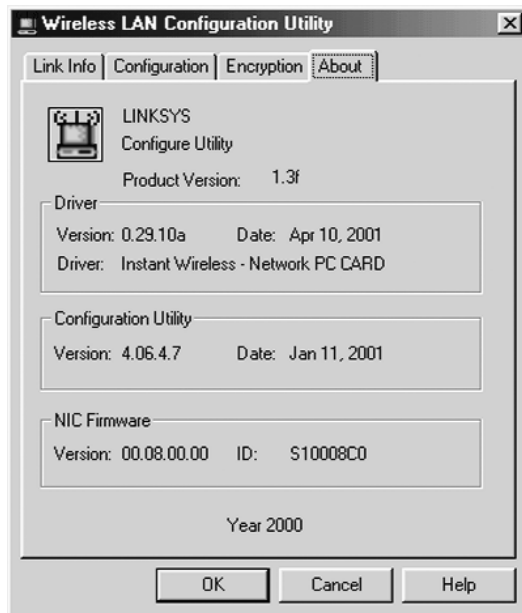 Wireless LAN Configuration Utility
Link Info Configuration Encryption About
LINKSYS
Configure Utility
Product Version: 1.3f
Driver
Version: 0.29.10a Date: Apr 10, 2001
Driver: Instant Wireless - Network PC CARD
Configuration Utility
Version: 4.06.4.7 Date: Jan 11, 2001
NIC Firmware
Version: 00.08.00.00 ID: S10008C0
Year 2000
OK Cancel Help